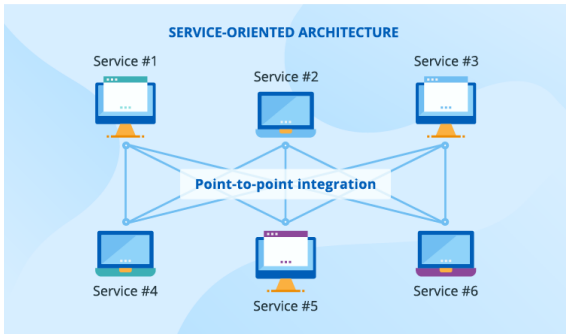 SERVICE-ORIENTED ARCHITECTURE
Service #1
Service #2
Service #3
Point-to-point integration
Service #4
Service #5
Service #6